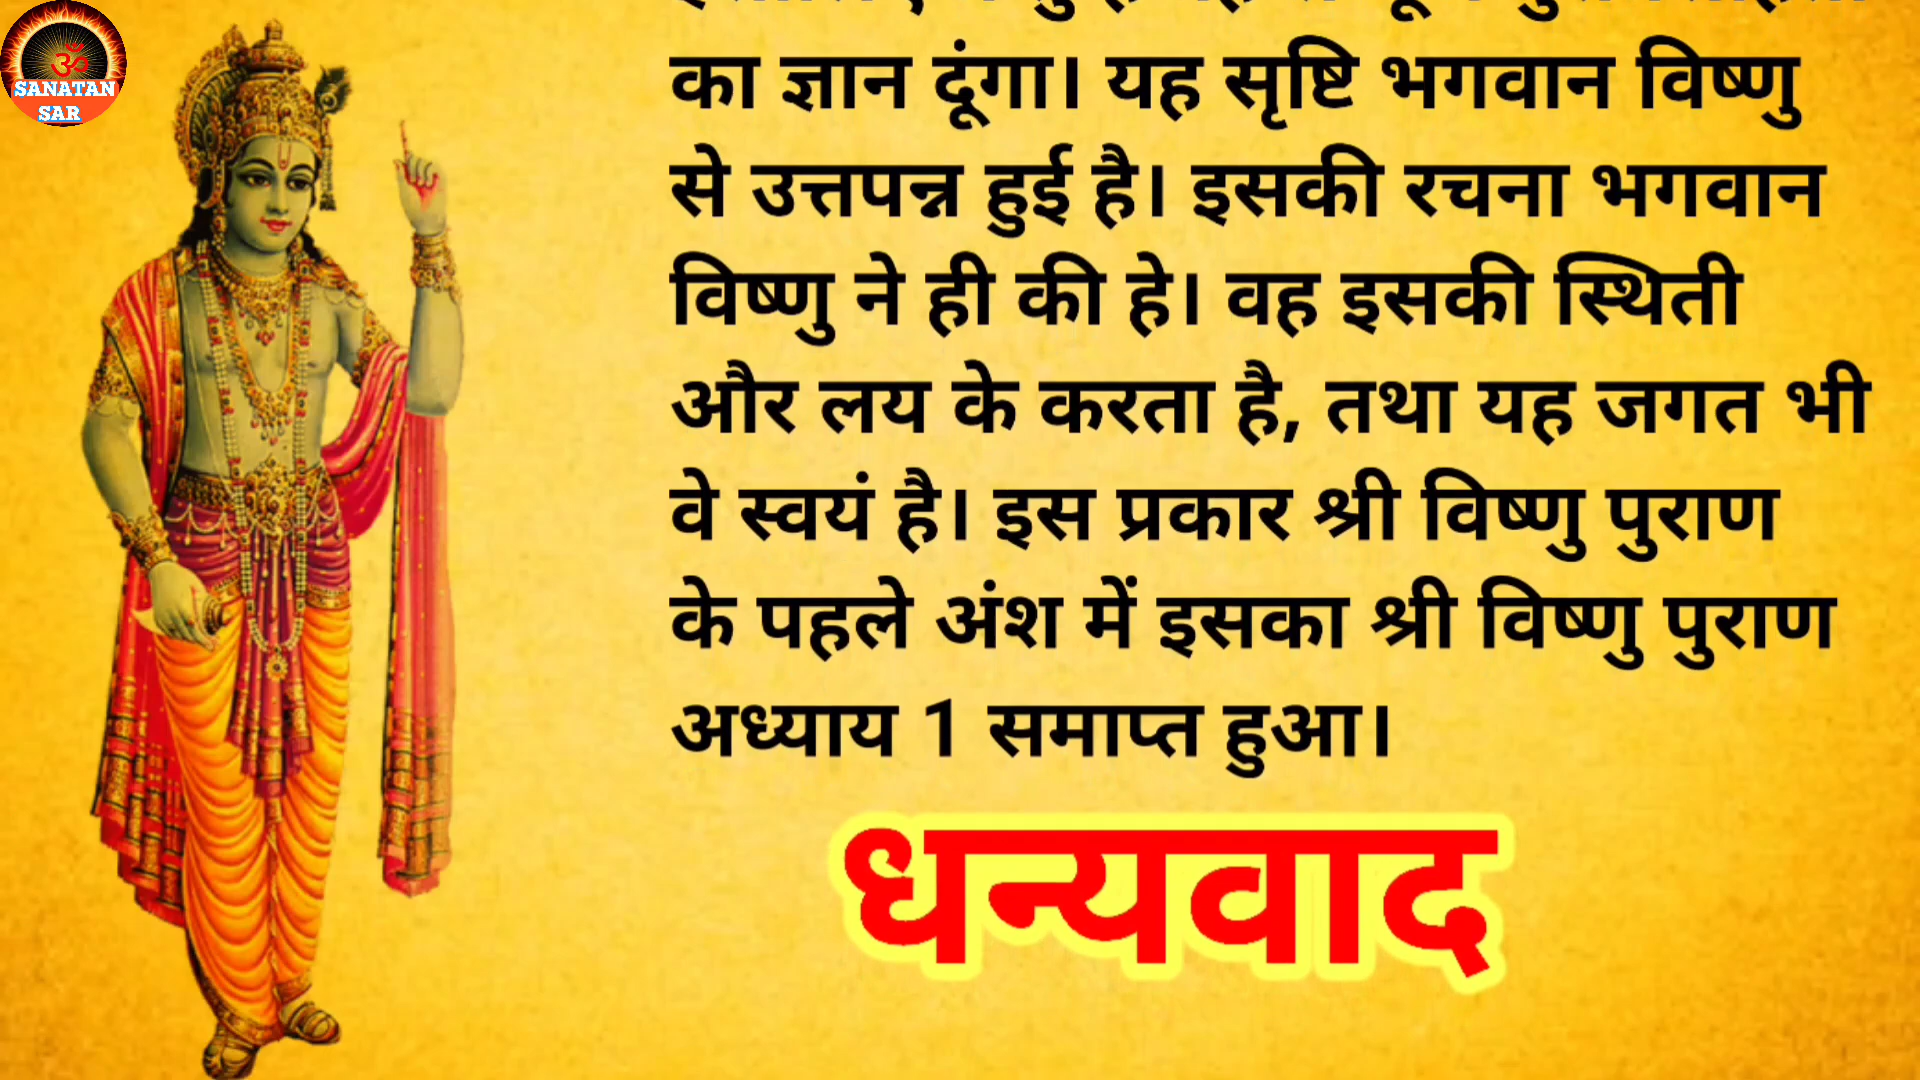 ॐ
SANATAN
SAR
का ज्ञान दूंगा। यह सृष्टि भगवान विष्णु
से उत्तपन्न हुई है। इसकी रचना भगवान
विष्णु ने ही की हे। वह इसकी स्थिती
और लय के करता है, तथा यह जगत भी
वे स्वयं है। इस प्रकार श्री विष्णु पुराण
के पहले अंश में इसका श्री विष्णु पुराण
अध्याय 1 समाप्त हुआ।
धन्यवाद